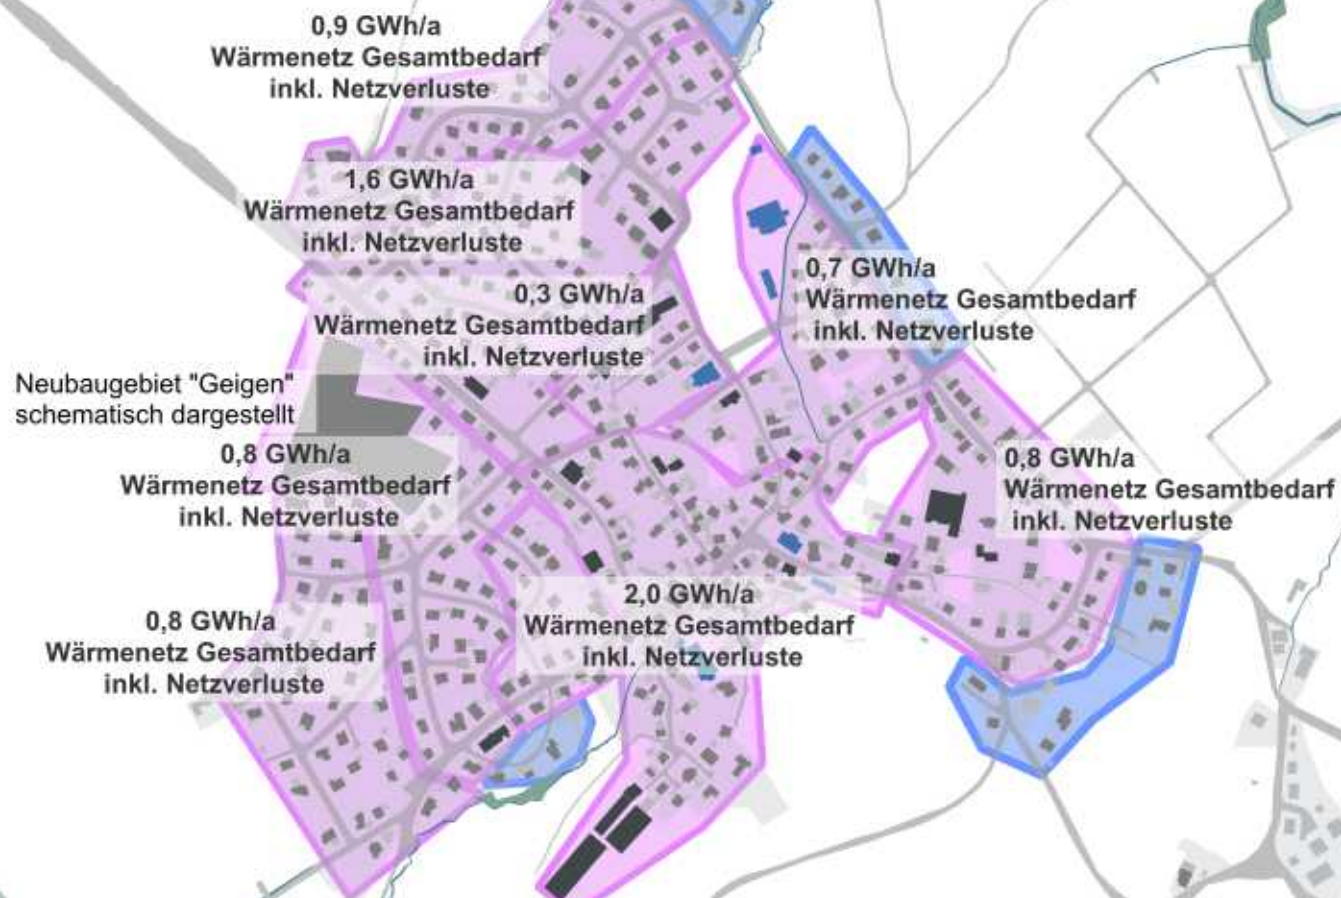 0,9 GWh/a
Wärmenetz Gesamtbedarf
inkl. Netzverluste
1,6 GWh/a
Wärmenetz Gesamtbedarf
inkl. Netzverluste
0,3 GWh/a
Wärmenetz Gesamtbedarf
inkl. Netzverluste
0,7 GWh/a
Wärmenetz Gesamtbedarf
inkl. Netzverluste
Neubaugebiet "Geigen"
schematisch dargestellt
0,8 GWh/a
Wärmenetz Gesamtbedarf
inkl. Netzverluste
0,8 GWh/a
Wärmenetz Gesamtbedarf
inkl. Netzverluste
2,0 GWh/a
Wärmenetz Gesamtbedarf
inkl. Netzverluste
0,8 GWh/a
Wärmenetz Gesamtbedarf
inkl. Netzverluste